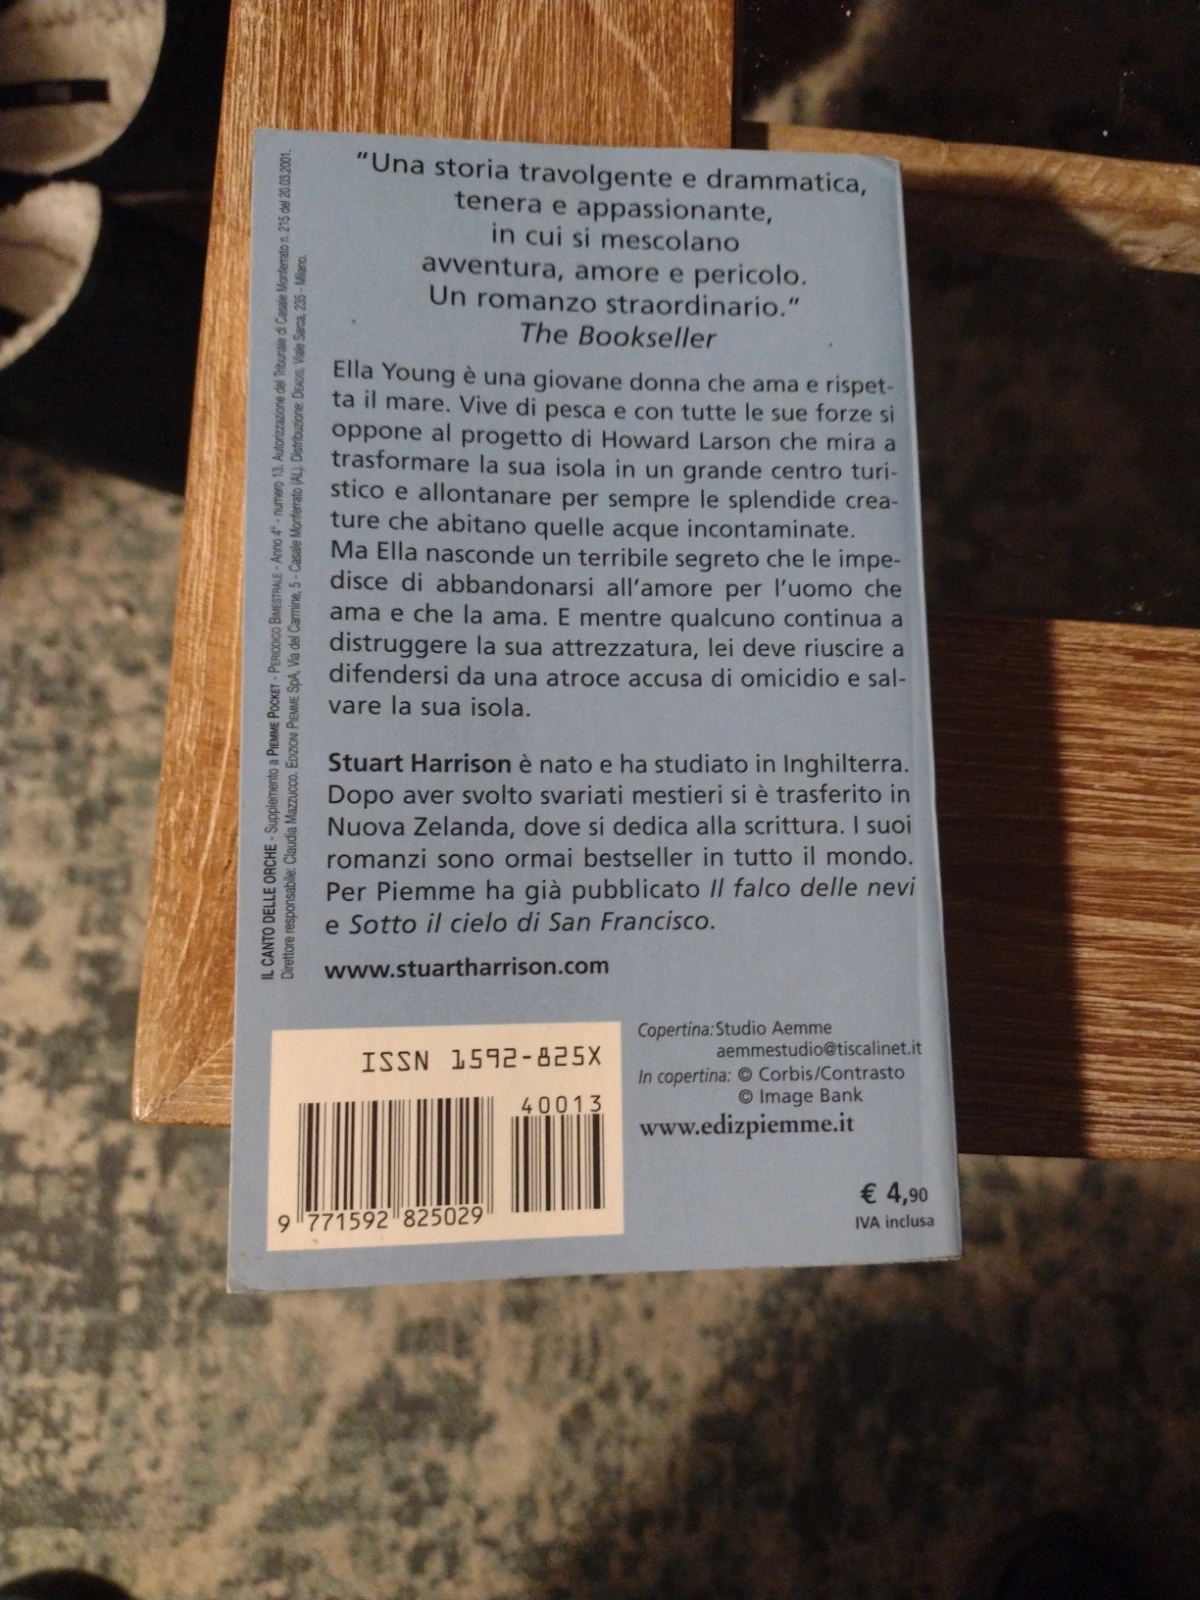 "Una storia travolgente e drammatica,
tenera e appassionante,
in cui si mescolano
avventura, amore e pericolo.
Un romanzo straordinario."
The Bookseller
Ella Young è una giovane donna che ama e rispet-
ta il mare. Vive di pesca e con tutte le sue forze si
oppone al progetto di Howard Larson che mira a
trasformare la sua isola in un grande centro turi-
stico e allontanare per sempre le splendide crea-
ture che abitano quelle acque incontaminate.
Ma Ella nasconde un terribile segreto che le impe-
disce di abbandonarsi all'amore per l'uomo che
ama e che la ama. E mentre qualcuno continua a
distruggere la sua attrezzatura, lei deve riuscire a
difendersi da una atroce accusa di omicidio e sal-
vare la sua isola.
Stuart Harrison è nato e ha studiato in Inghilterra.
Dopo aver svolto svariati mestieri si è trasferito in
Nuova Zelanda, dove si dedica alla scrittura. I suoi
romanzi sono ormai bestseller in tutto il mondo.
Per Piemme ha già pubblicato Il falco delle nevi
e Sotto il cielo di San Francisco.
www.stuartharrison.com
IL CANTO DELLE ORCHE - Supplemento a PIEMME POCKET - PERIODICO BIMESTRALE - Anno 4° - numero 13. Autorizzazione del Tribunale di Casale Monferrato n. 215 del 20.03.2001.
Direttore responsabile: Claudia Mazzucco. EDIZIONI PIEMME SpA, Via del Carmine, 5 - Casale Monferrato (AL). Distribuzione: DEADIS, Viale Sarca, 235 - Milano.
ISSN 1592-825X
40013
9 771592 825029
Copertina: Studio Aemme
aemmestudio@tiscalinet.it
In copertina: © Corbis/Contrasto
© Image Bank
www.edizpiemme.it
€ 4,90
IVA inclusa